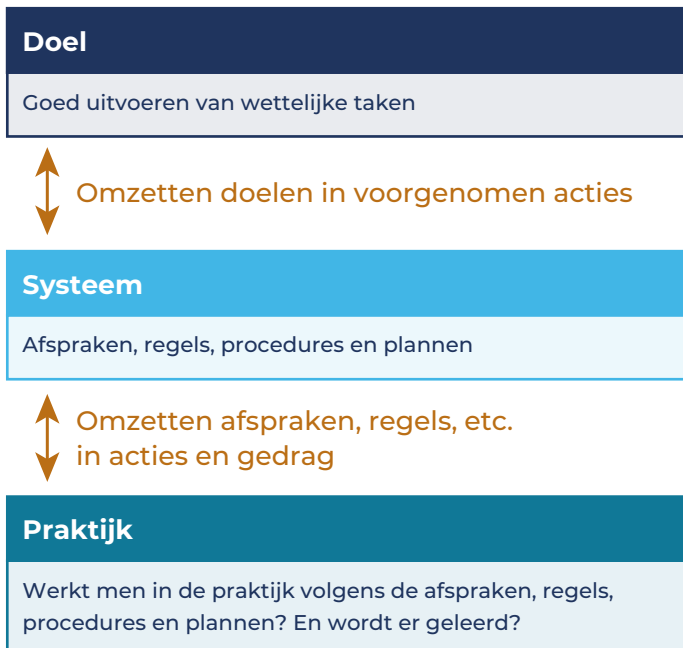 Doel
Goed uitvoeren van wettelijke taken
Omzetten doelen in voorgenomen acties
Systeem
Afspraken, regels, procedures en plannen
Omzetten afspraken, regels, etc.
in acties en gedrag
Praktijk
Werkt men in de praktijk volgens de afspraken, regels,
procedures en plannen? En wordt er geleerd?